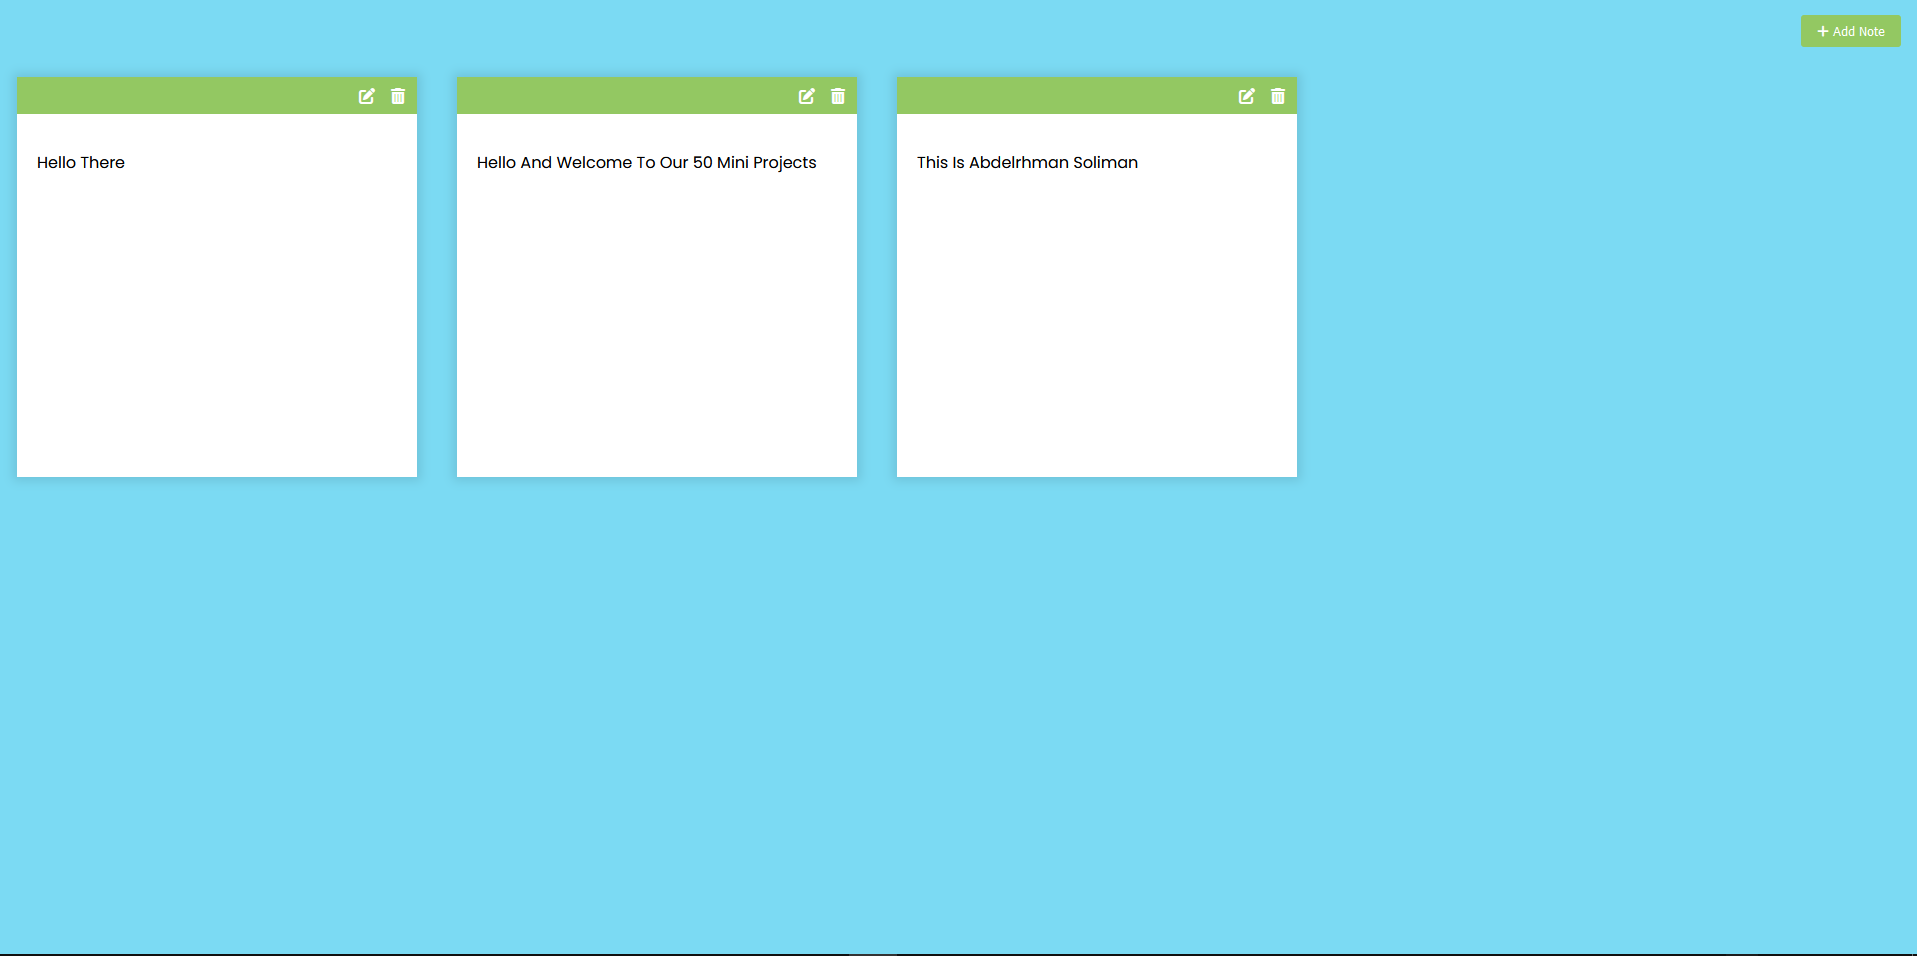 Add Note
Hello There
Hello And Welcome To Our 50 Mini Projects
This Is Abdelrhman Soliman